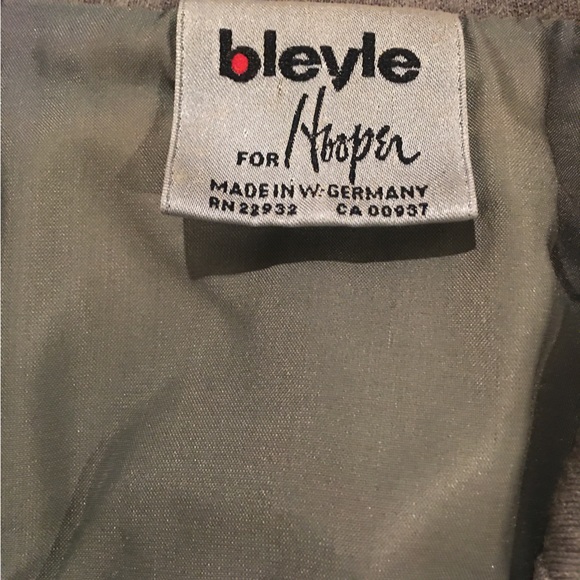 bleyle
FOR Hooper
MADE IN W. GERMANY
RN 22932 CA 00937